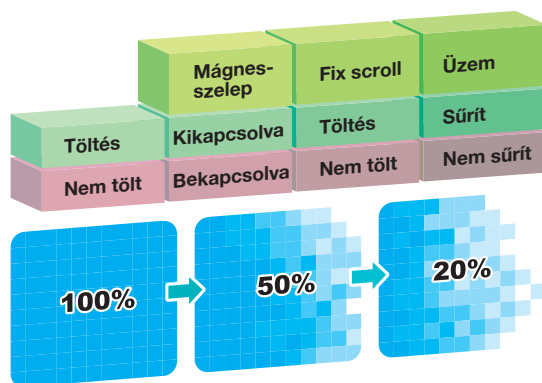 Mágnes-
szelep
Fix scroll
Üzem
Töltés
Kikapcsolva
Töltés
Sűrít
Nem tölt
Bekapcsolva
Nem tölt
Nem sűrít
100%
50%
20%